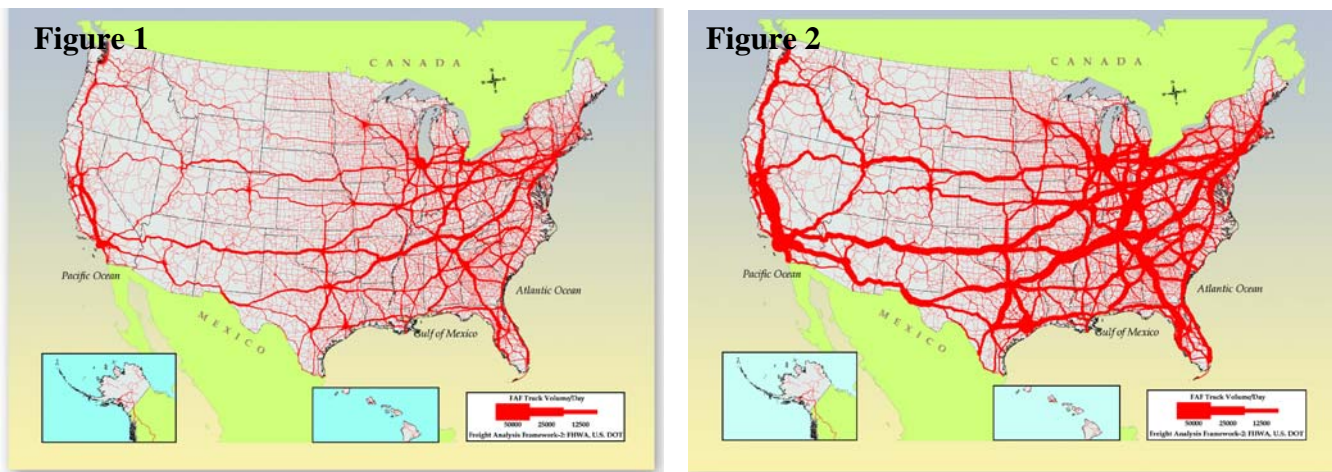 Figure 1
CANADA
Pacific Ocean
Atlantic Ocean
MEXICO
Gulf of Mexico
FAF Truck Volume/Day
50000 25000 12500
Freight Analysis Framework-2: FHWA, U.S. DOT
Figure 2
CANADA
Pacific Ocean
Atlantic Ocean
MEXICO
Gulf of Mexico
FAF Truck Volume/Day
50000 25000 12500
Freight Analysis Framework-2: FHWA, U.S. DOT